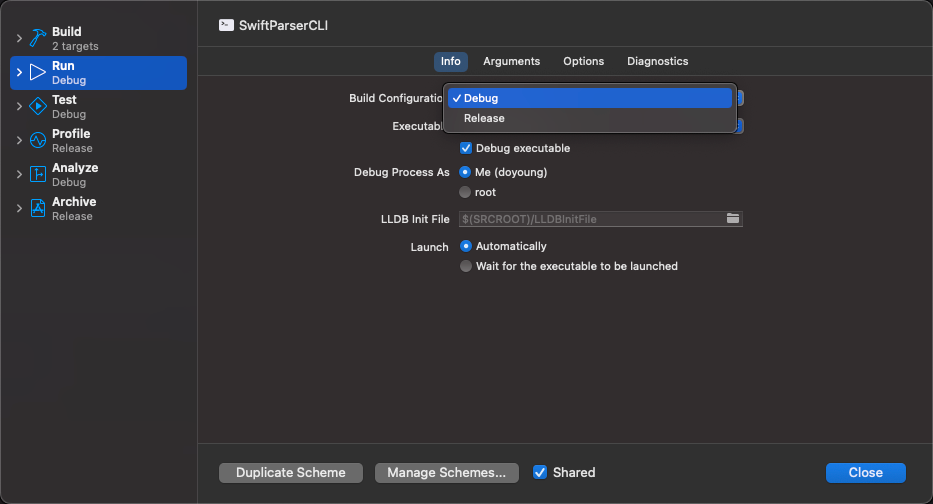 Build
2 targets
Run
Debug
Test
Debug
Profile
Release
Analyze
Debug
Archive
Release
SwiftParserCLI
Info Arguments Options Diagnostics
Build Configuratio
Debug
Release
Executab
Debug executable
Debug Process As Me (doyoung)
root
LLDB Init File $(SRCROOT)/LLDBInitFile
Launch Automatically
Wait for the executable to be launched
Duplicate Scheme Manage Schemes... Shared Close